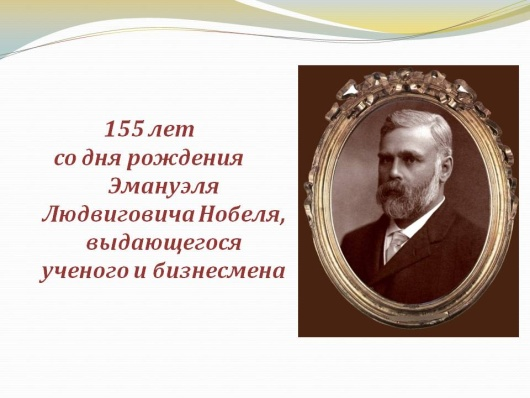 155 лет
со дня рождения
Эмануэля
Людвиговича Нобеля,
выдающегося
ученого и бизнесмена